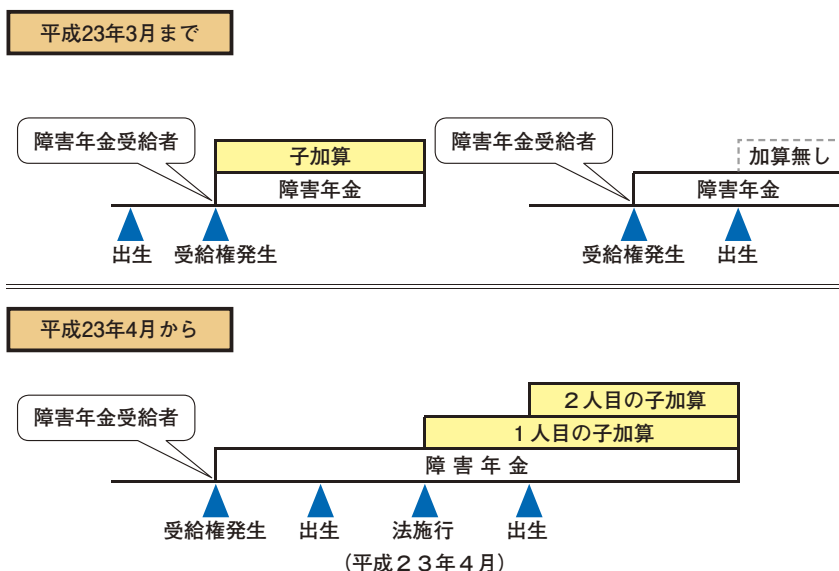 平成23年3月まで
障害年金受給者
子加算
障害年金
出生
受給権発生
障害年金受給者
加算無し
障害年金
受給権発生
出生
平成23年4月から
障害年金受給者
2人目の子加算
1人目の子加算
障害年金
受給権発生
出生
法施行
出生
(平成23年4月)